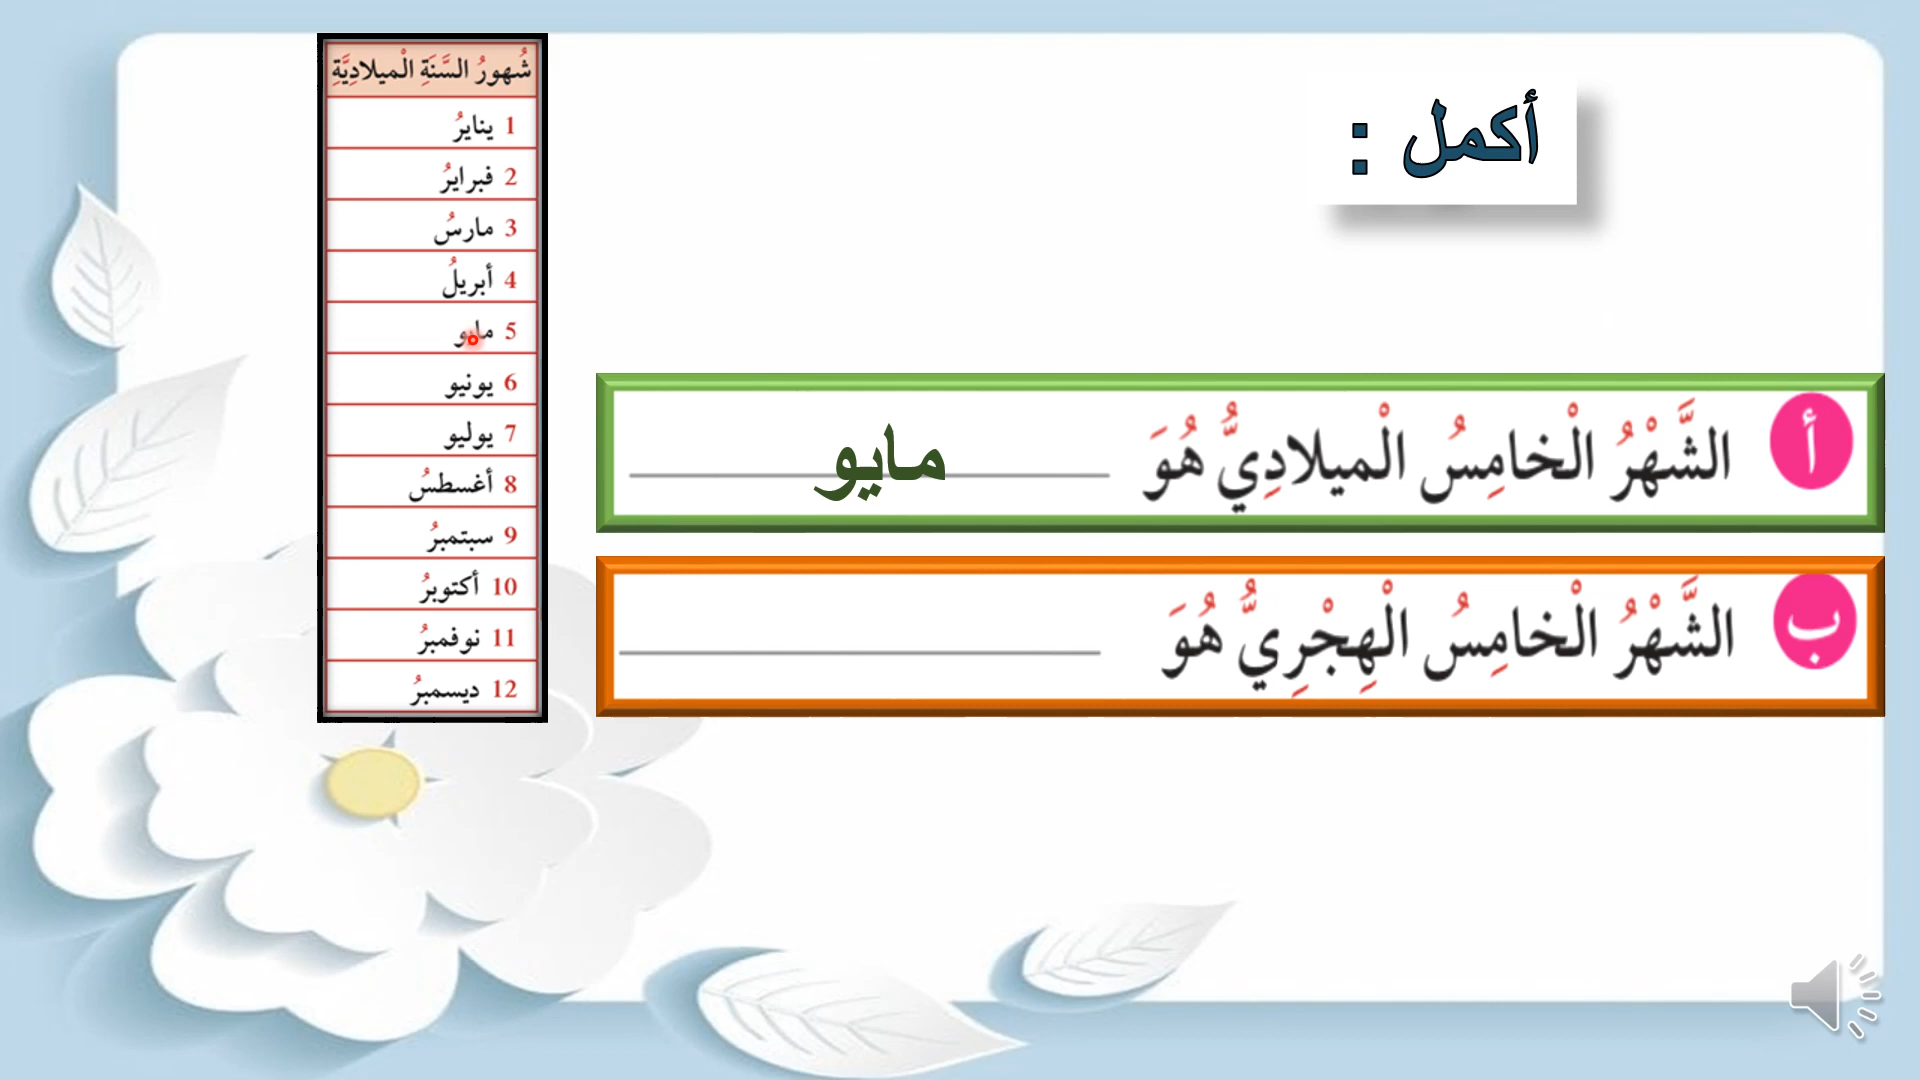 أكمل :
شُهورُ السَّنَةِ الْميلادِيَّةِ
1 ينايرُ
2 فبرايرُ
3 مارسُ
4 أبريلُ
5 مايو
6 يونيو
7 يوليو
8 أغسطسُ
9 سبتمبرُ
10 أكتوبرُ
11 نوفمبرُ
12 ديسمبرُ
أ الشَّهْرُ الْخامِسُ الْميلادِيُّ هُوَ مايو
ب الشَّهْرُ الْخامِسُ الْهِجْرِيُّ هُوَ